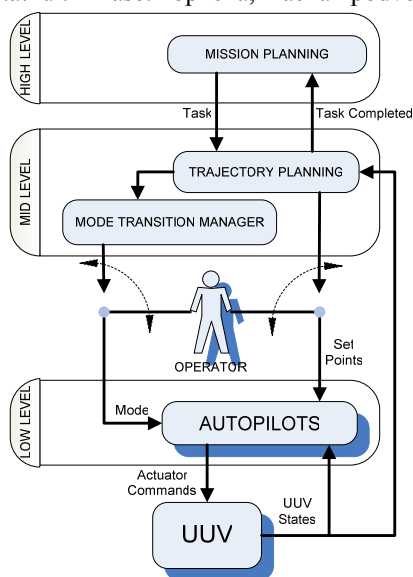 HIGH LEVEL
MISSION PLANNING
Task
Task Completed
MID LEVEL
TRAJECTORY PLANNING
MODE TRANSITION MANAGER
OPERATOR
Set
Points
LOW LEVEL
Mode
AUTOPILOTS
Actuator
Commands
UUV
States
UUV